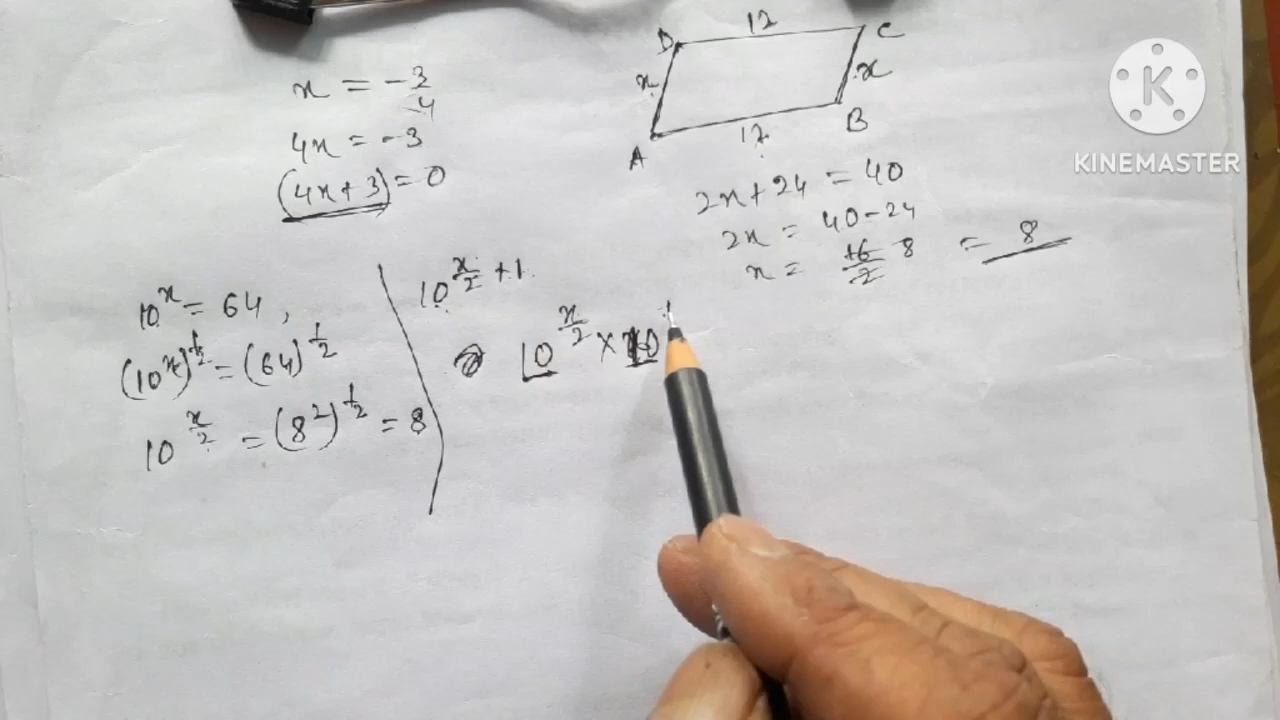 x = -3/4
4x = -3
(4x + 3) = 0
D 12 C
x x
A 12 B
2x + 24 = 40
2x = 40 - 24
x = 16/2 8 = 8
10^x = 64,
(10^x)^1/2 = (64)^1/2
10^x/2 = (8^2)^1/2 = 8
10^x/2 + 1
10^x/2 × 10^1
K
KINEMASTER